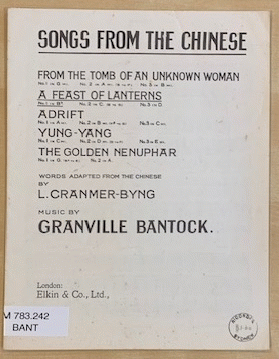 SONGS FROM THE CHINESE
FROM THE TOMB OF AN UNKNOWN WOMAN
A FEAST OF LANTERNS
ADRIFT
YUNG-YANG
THE GOLDEN NENUPHAR
WORDS ADAPTED FROM THE CHINESE
BY
L. CRANMER-BYNG
MUSIC BY
GRANVILLE BANTOCK.
London:
Elkin & Co., Ltd.,
M 783.242
BANT
SYDNEY